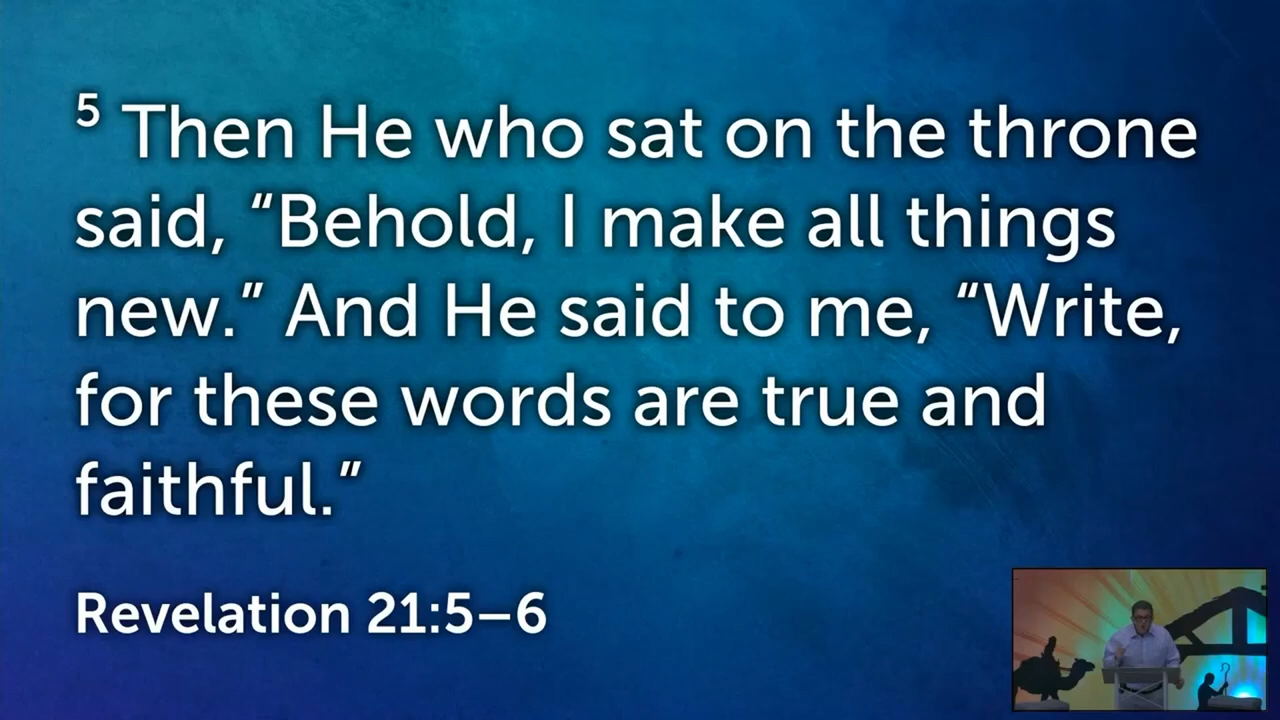 ⁵ Then He who sat on the throne
said, “Behold, I make all things
new.” And He said to me, “Write,
for these words are true and
faithful.”
Revelation 21:5–6